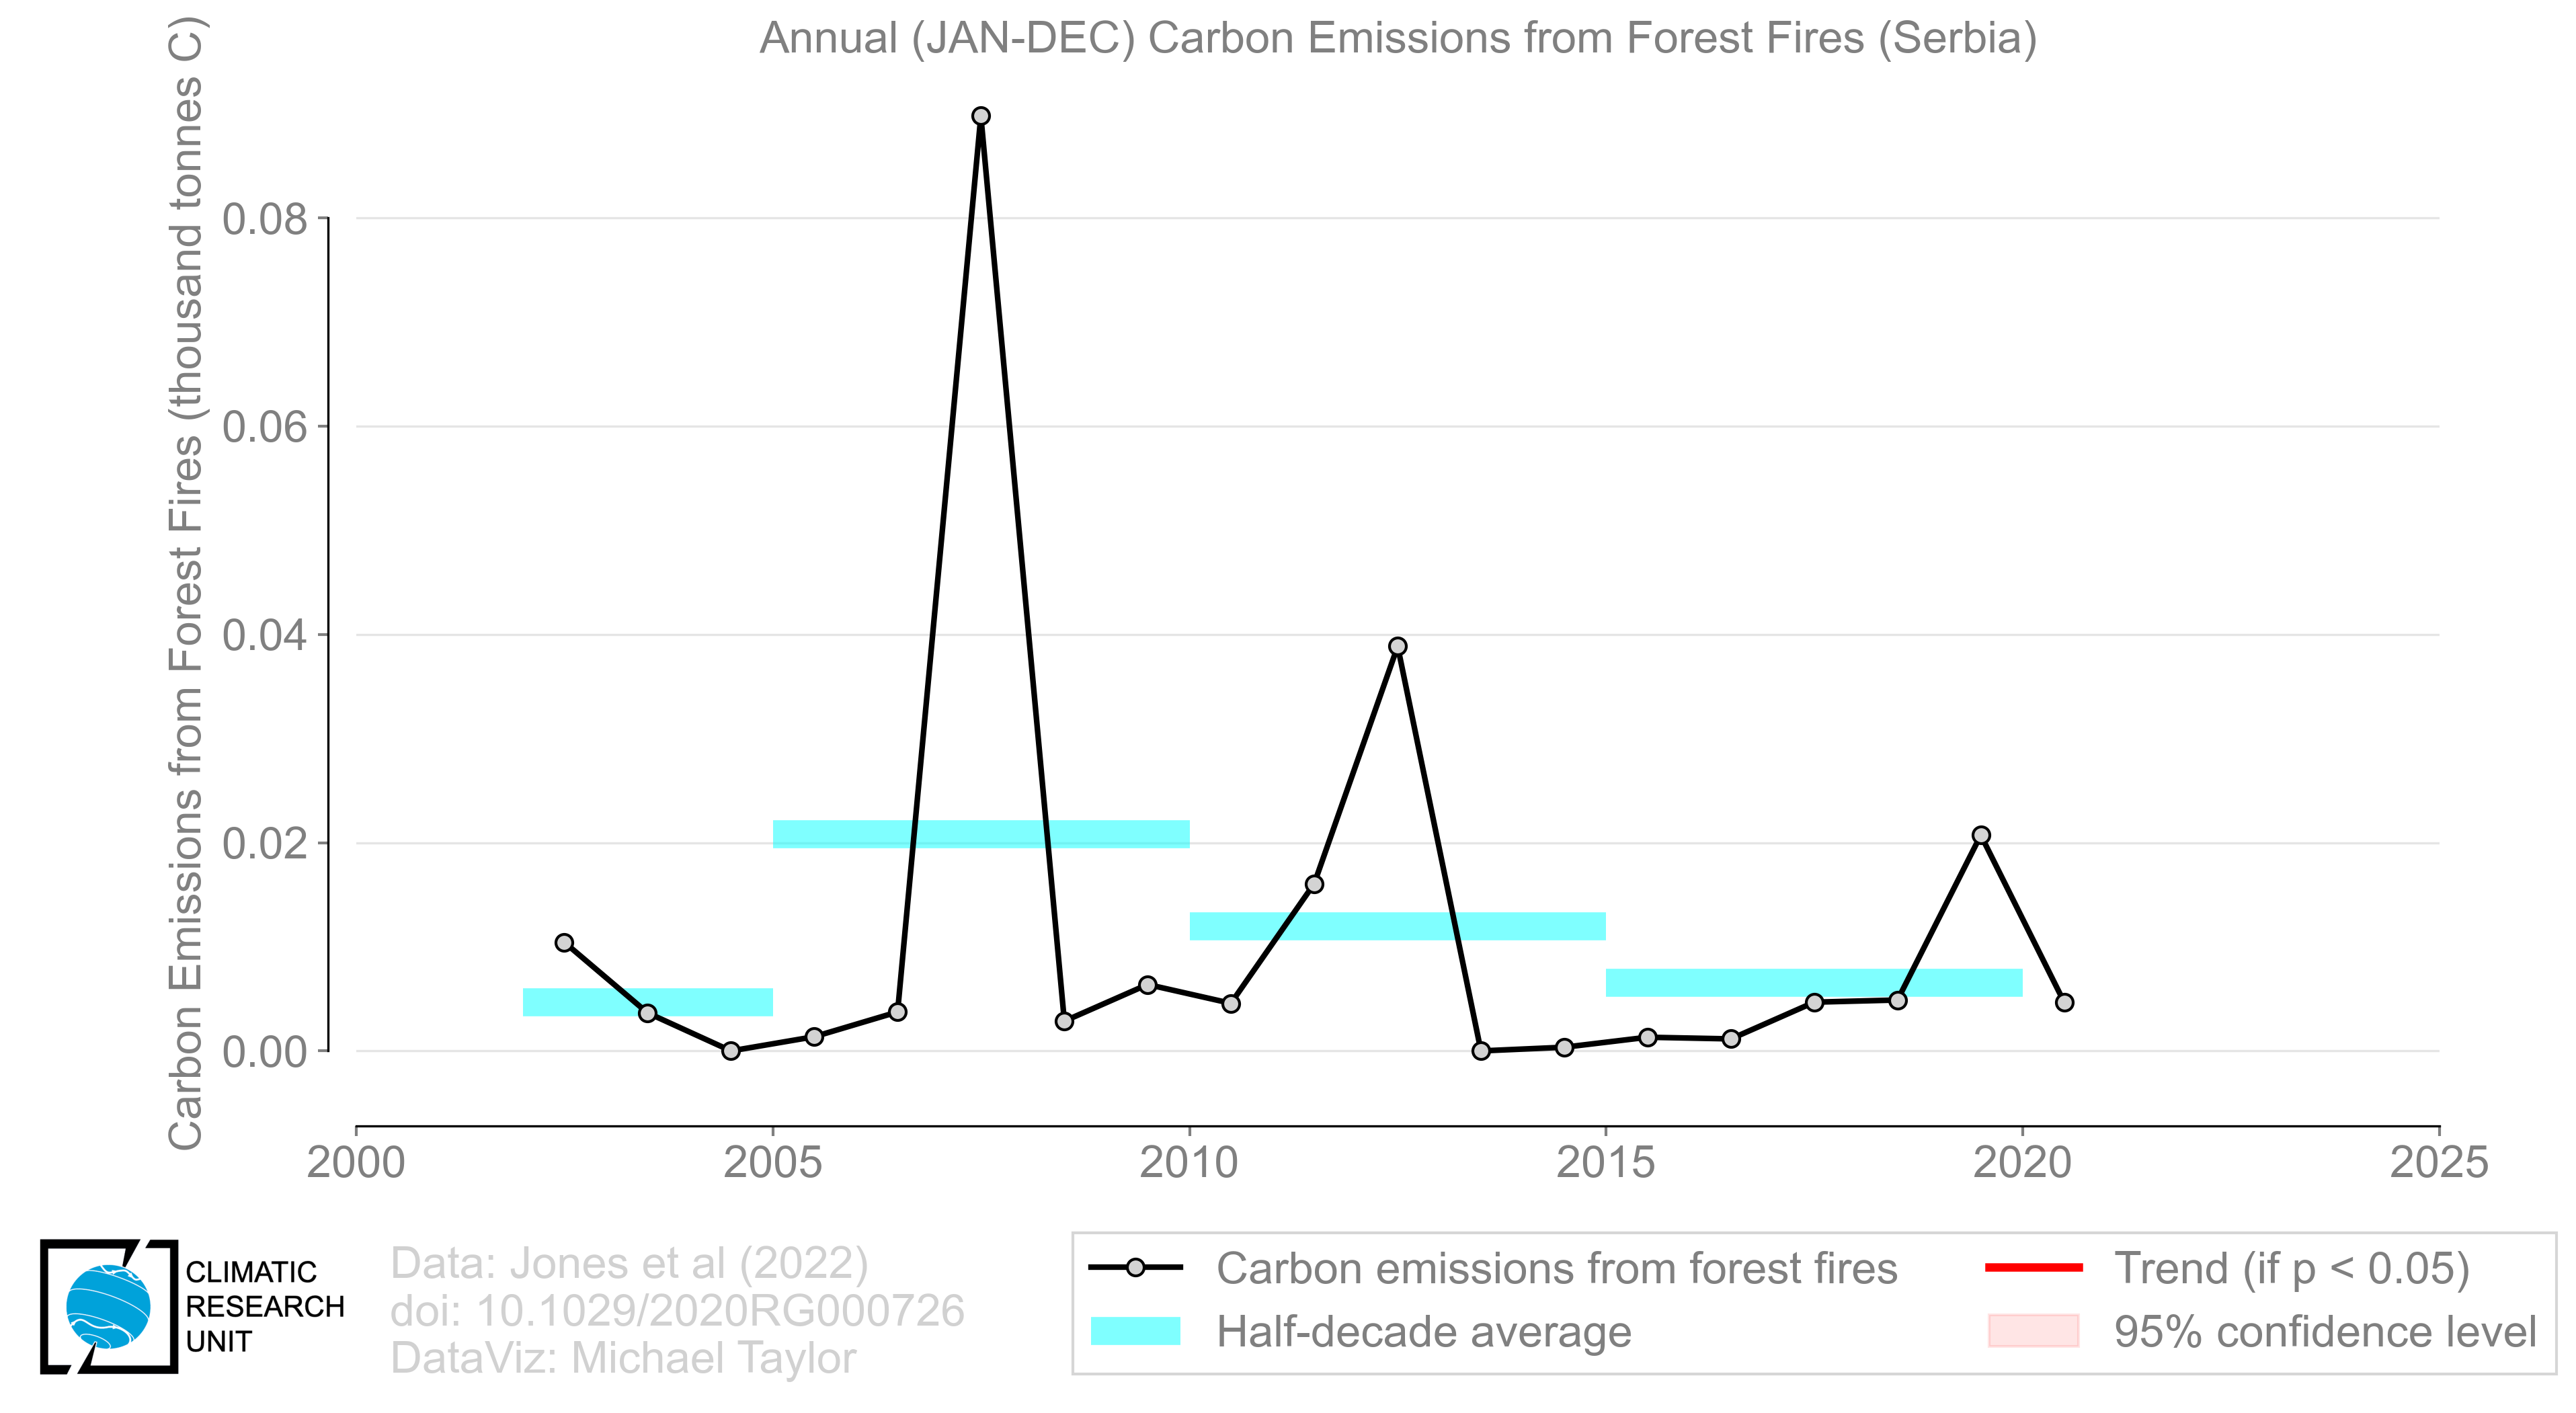 Annual (JAN-DEC) Carbon Emissions from Forest Fires (Serbia)
Carbon Emissions from Forest Fires (thousand tonnes C)
0.08
0.06
0.04
0.02
0.00
2000
2005
2010
2015
2020
2025
CLIMATIC
RESEARCH
UNIT
Data: Jones et al (2022)
doi: 10.1029/2020RG000726
DataViz: Michael Taylor
Carbon emissions from forest fires
Half-decade average
Trend (if p < 0.05)
95% confidence level